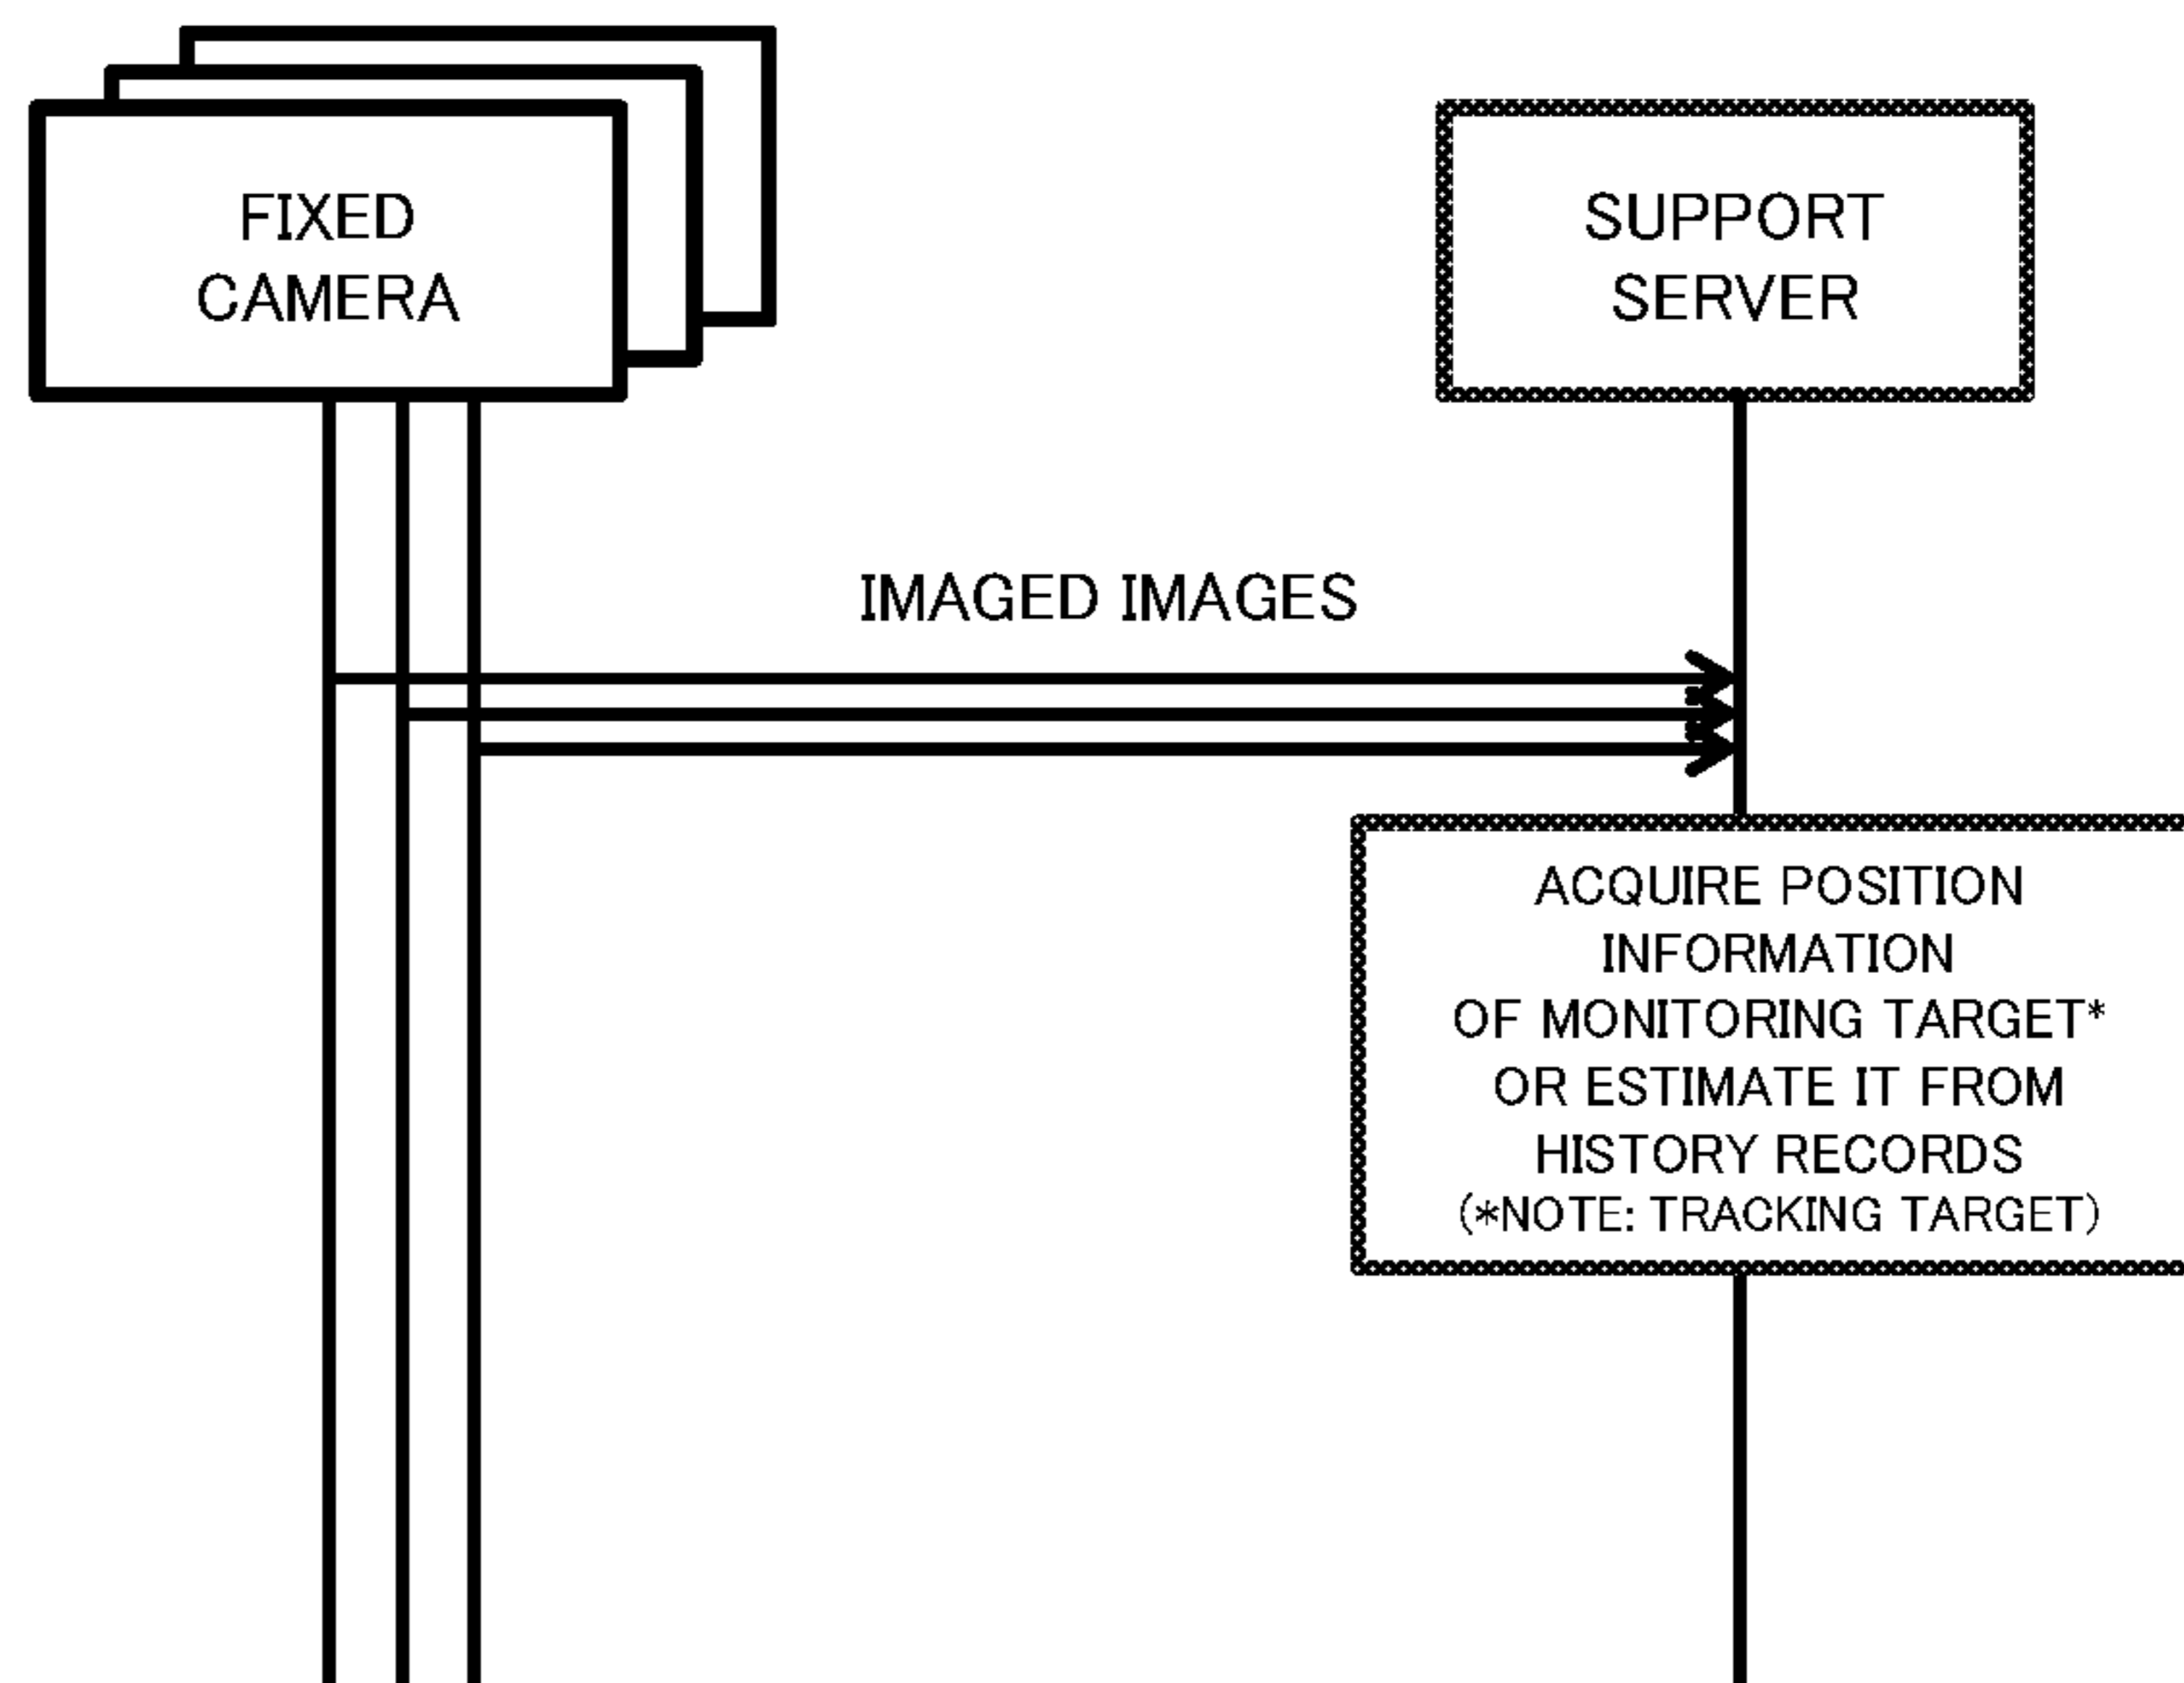 FIXED
CAMERA
SUPPORT
SERVER
IMAGED IMAGES
ACQUIRE POSITION
INFORMATION
OF MONITORING TARGET*
OR ESTIMATE IT FROM
HISTORY RECORDS
(*NOTE: TRACKING TARGET)